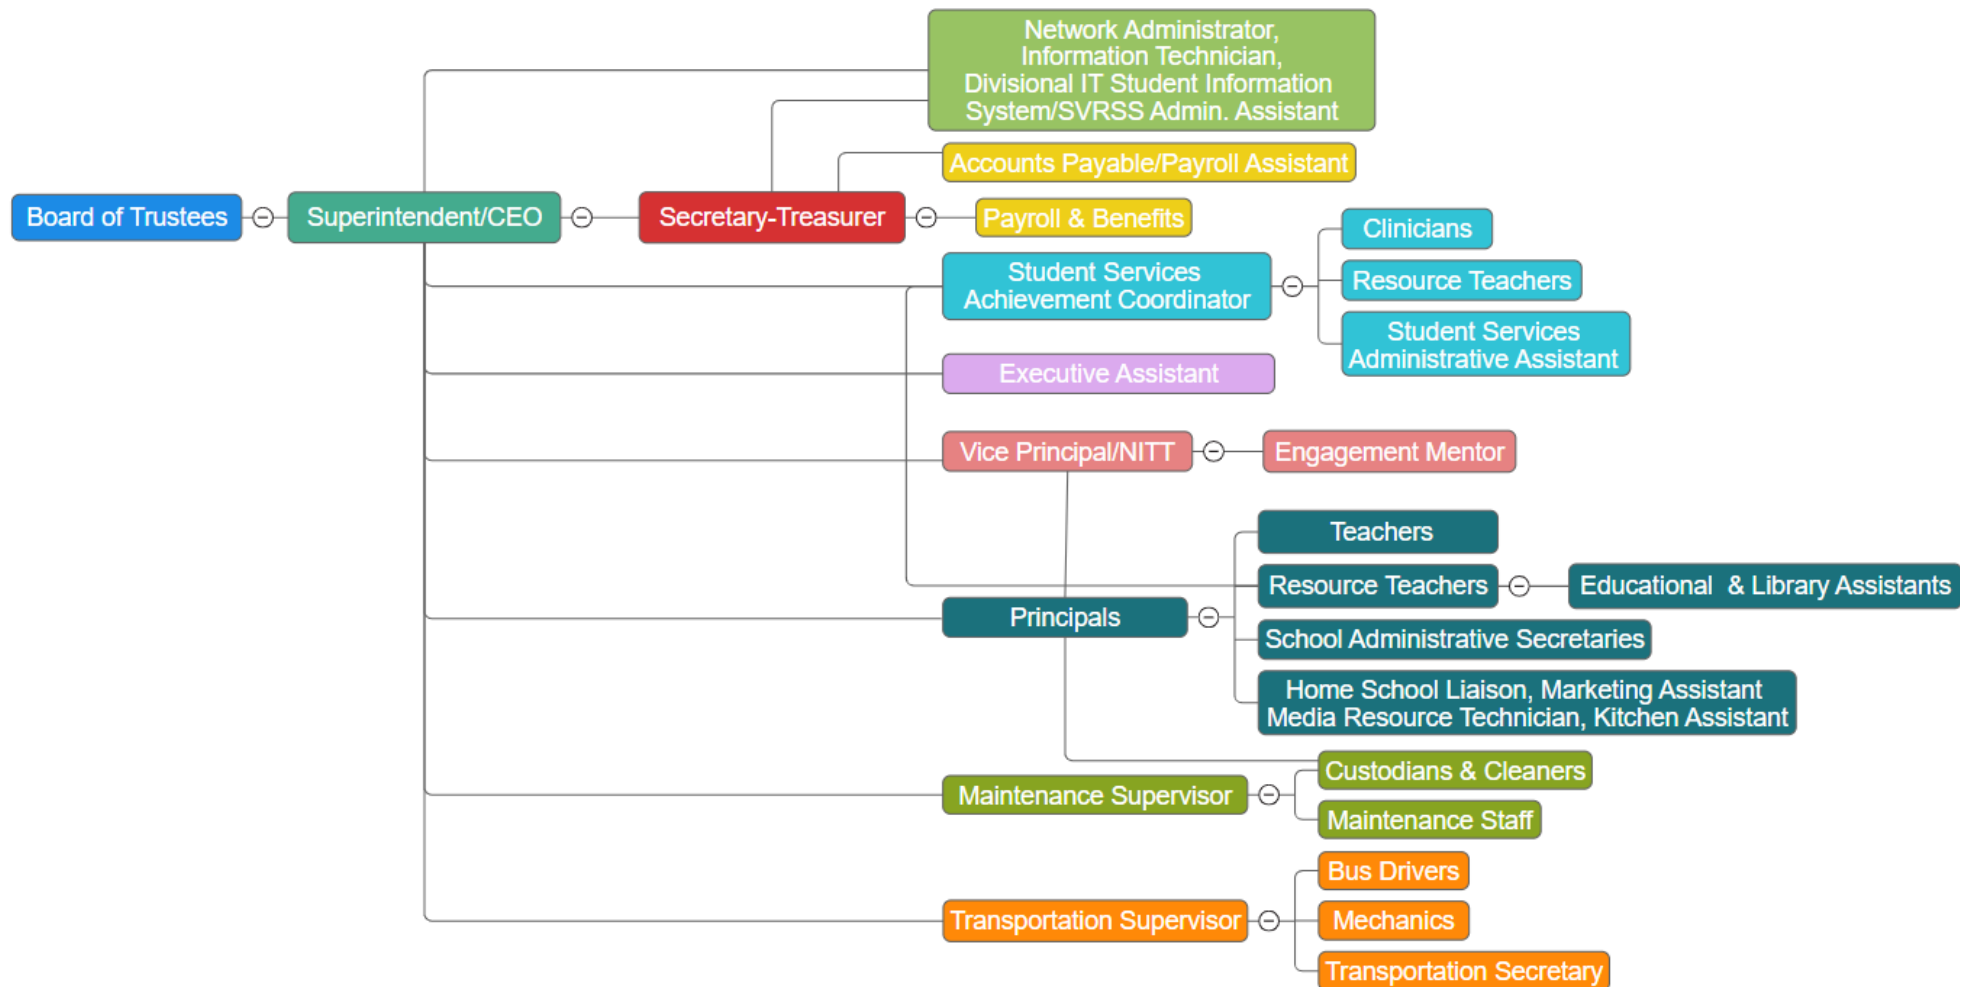 Network Administrator,
Information Technician,
Divisional IT Student Information
System/SVRSS Admin. Assistant
Accounts Payable/Payroll Assistant
Board of Trustees
Superintendent/CEO
Secretary-Treasurer
Payroll & Benefits
Student Services
Achievement Coordinator
Clinicians
Resource Teachers
Student Services
Administrative Assistant
Executive Assistant
Vice Principal/NITT
Engagement Mentor
Principals
Teachers
Resource Teachers
Educational  & Library Assistants
School Administrative Secretaries
Home School Liaison, Marketing Assistant
Media Resource Technician, Kitchen Assistant
Maintenance Supervisor
Custodians & Cleaners
Maintenance Staff
Transportation Supervisor
Bus Drivers
Mechanics
Transportation Secretary